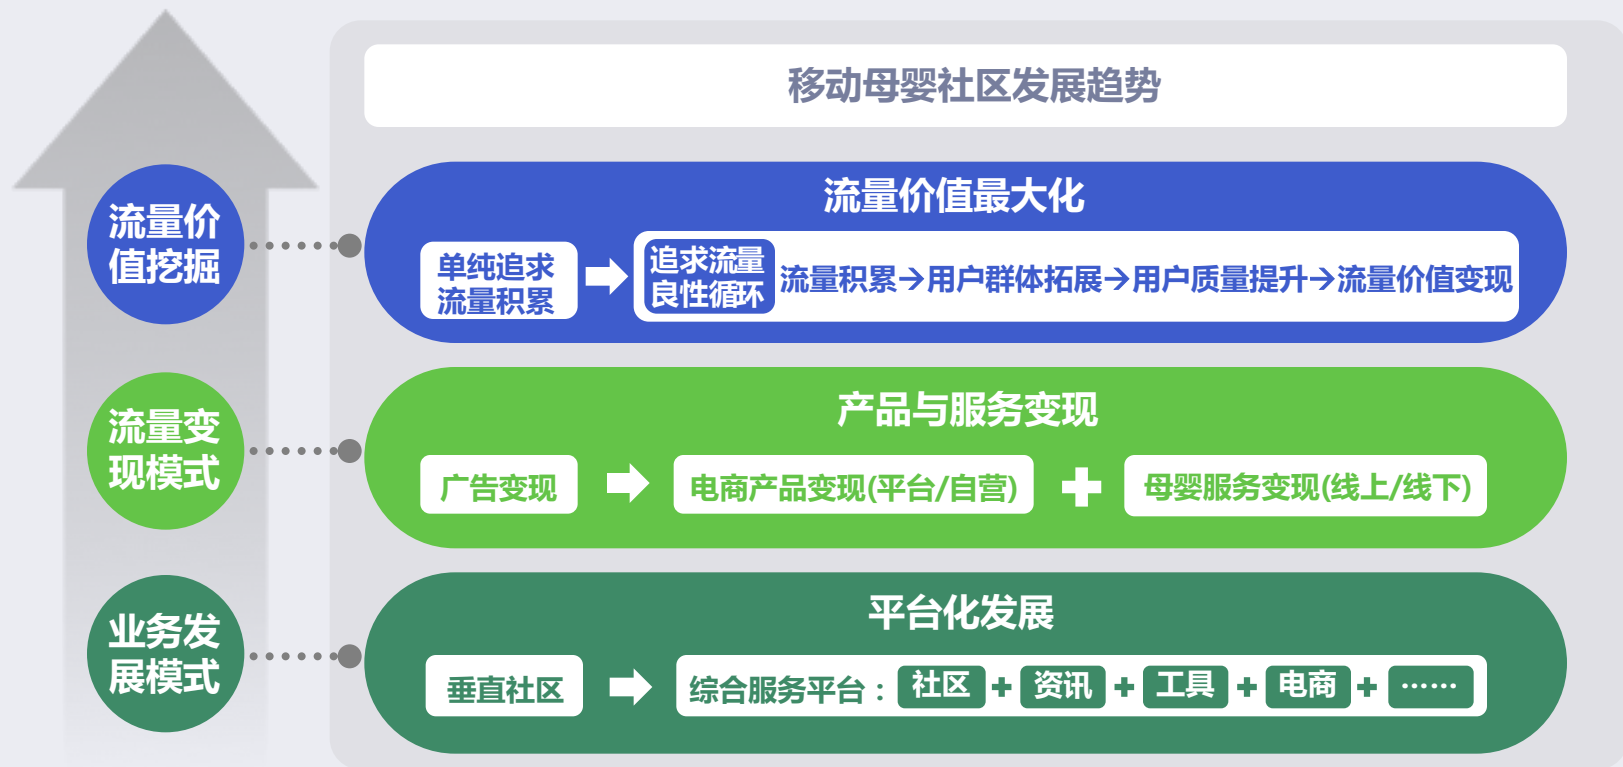 移动母婴社区发展趋势
流量价
值挖掘
流量价值最大化
单纯追求
流量积累
追求流量
良性循环
流量积累→用户群体拓展→用户质量提升→流量价值变现
流量变
现模式
产品与服务变现
广告变现
电商产品变现(平台/自营)
+
母婴服务变现(线上/线下)
业务发
展模式
平台化发展
垂直社区
综合服务平台：社区+资讯+工具+电商+……